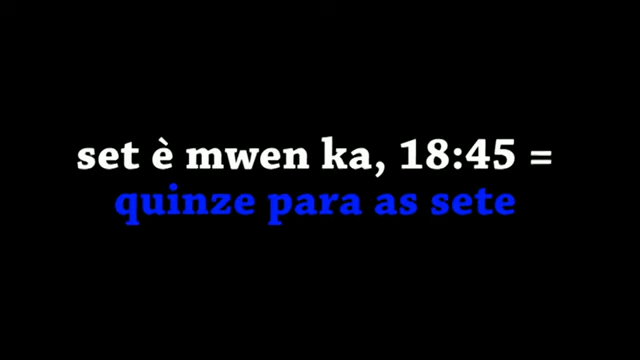 set è mwen ka, 18:45 =
quinze para as sete